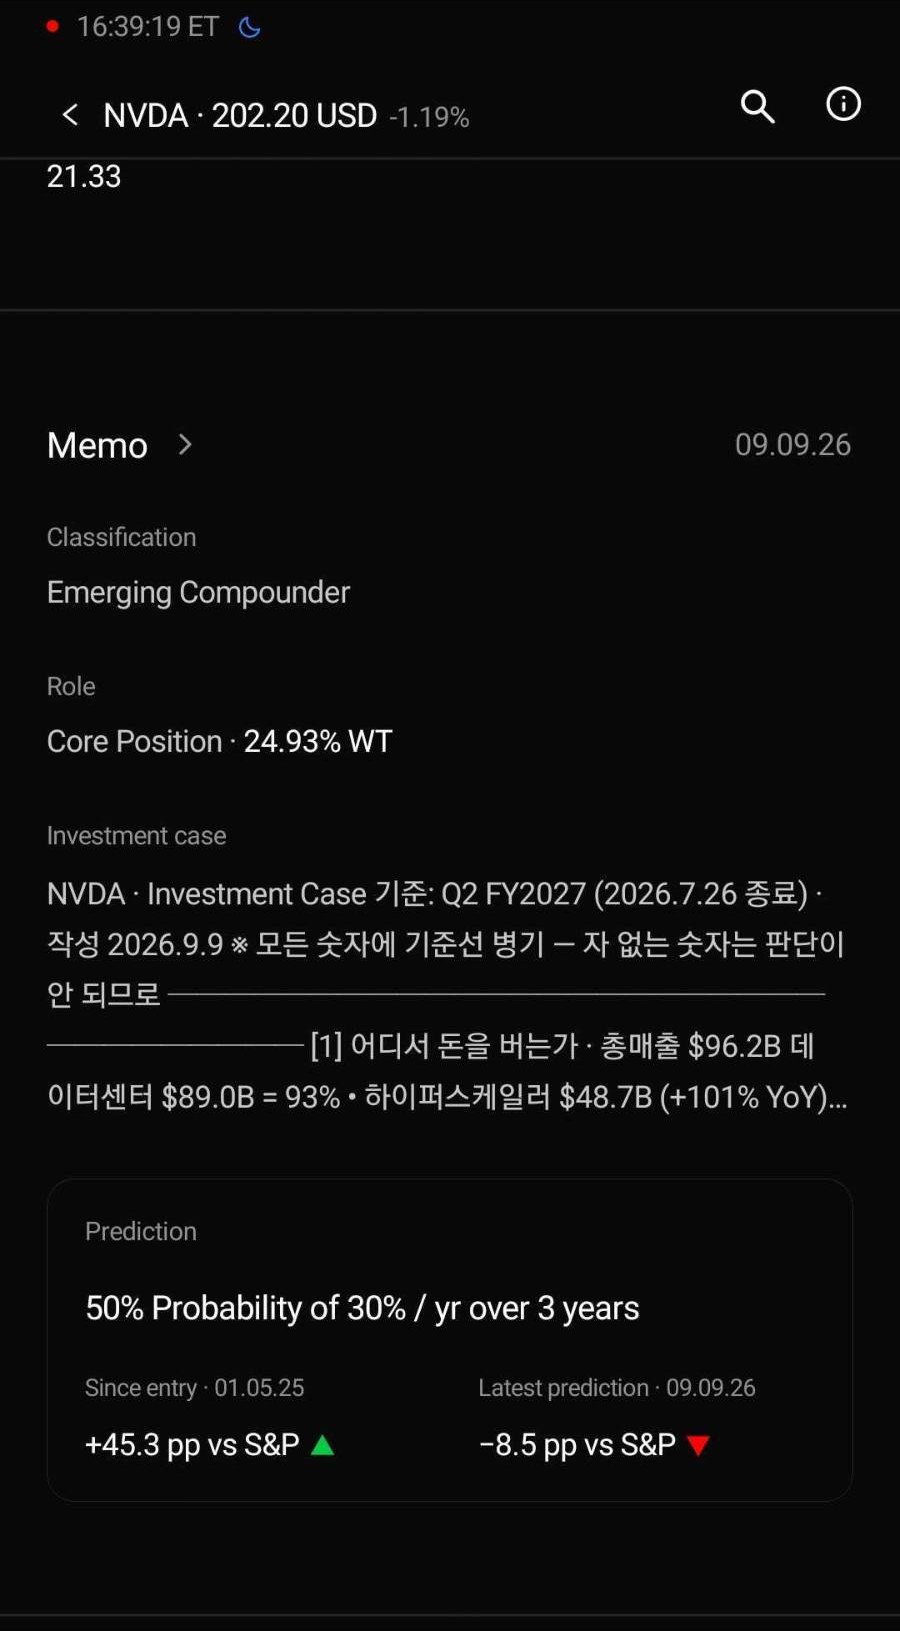 16:39:19 ET
NVDA · 202.20 USD -1.19%
21.33
Memo >
09.09.26
Classification
Emerging Compounder
Role
Core Position · 24.93% WT
Investment case
NVDA · Investment Case 기준: Q2 FY2027 (2026.7.26 종료) ·
작성 2026.9.9 ※ 모든 숫자에 기준선 병기 — 자 없는 숫자는 판단이
안 되므로 ───────────────────────
───────── [1] 어디서 돈을 버는가 · 총매출 $96.2B 데
이터센터 $89.0B = 93% • 하이퍼스케일러 $48.7B (+101% YoY)...
Prediction
50% Probability of 30% / yr over 3 years
Since entry · 01.05.25
+45.3 pp vs S&P ▲
Latest prediction · 09.09.26
−8.5 pp vs S&P ▼